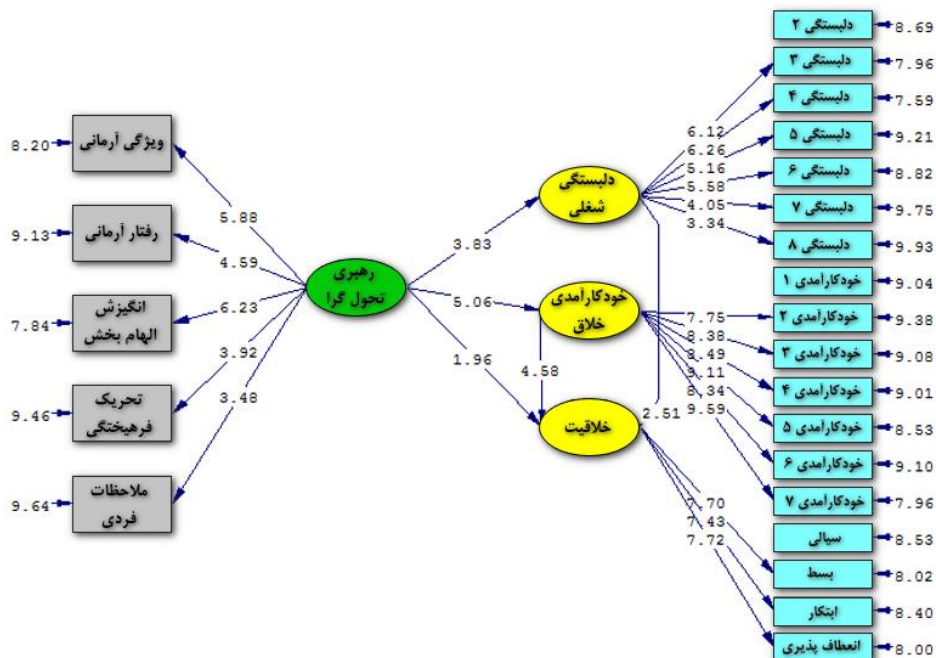 دلبستگی ۲
8.69
دلبستگی ۳
7.96
دلبستگی ۴
7.59
دلبستگی ۵
9.21
دلبستگی ۶
8.82
دلبستگی ۷
9.75
دلبستگی ۸
9.93
خودکارآمدی ۱
9.04
خودکارآمدی ۲
9.38
خودکارآمدی ۳
9.08
خودکارآمدی ۴
9.01
خودکارآمدی ۵
8.53
خودکارآمدی ۶
9.10
خودکارآمدی ۷
7.96
سیالی
8.53
بسط
8.02
ابتکار
8.40
انعطاف پذیری
8.00
6.12
6.26
5.16
5.58
4.05
3.34
7.75
8.38
8.49
9.11
8.34
9.59
2.51
7.70
7.43
7.72
دلبستگی
شغلی
خودکارآمدی
خلاق
خلاقیت
3.83
5.06
1.96
4.58
رهبری
تحول گرا
5.88
4.59
6.23
3.92
3.48
ویژگی آرمانی
8.20
رفتار آرمانی
9.13
انگیزش
الهام بخش
7.84
تحریک
فرهیختگی
9.46
ملاحظات
فردی
9.64